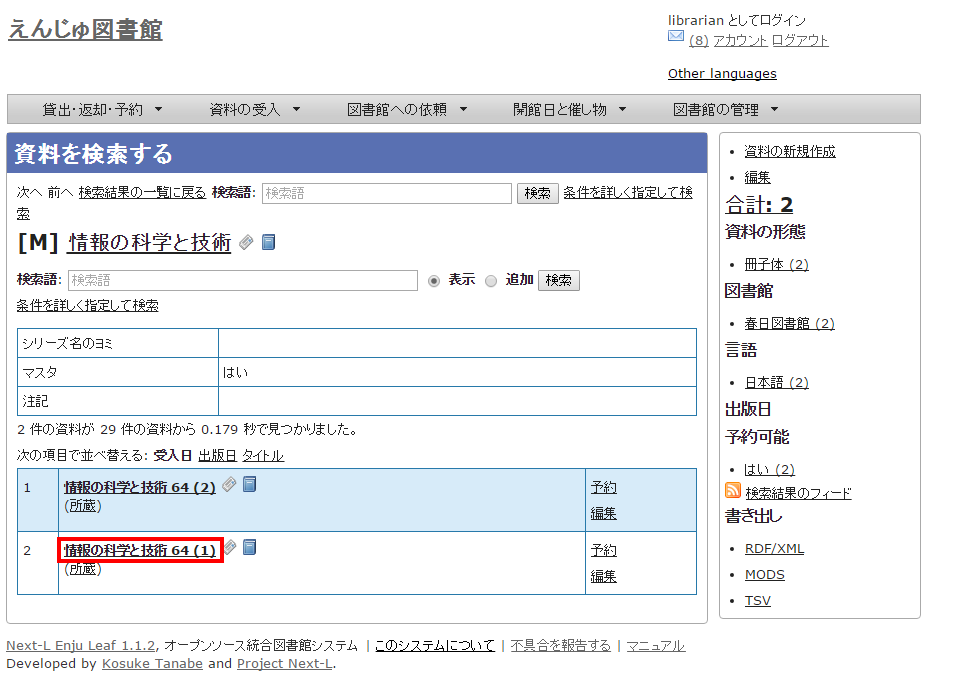 えんじゅ図書館
librarian としてログイン
(8) アカウント ログアウト
Other languages
貸出・返却・予約 資料の受入 図書館への依頼 開館日と催し物 図書館の管理
資料を検索する
次へ 前へ 検索結果の一覧に戻る 検索語: 検索語 検索 条件を詳しく指定して検
索
[M] 情報の科学と技術
検索語: 検索語 表示 追加 検索
条件を詳しく指定して検索
シリーズ名のヨミ
マスタ はい
注記
2 件の資料が 29 件の資料から 0.179 秒で見つかりました。
次の項目で並べ替える: 受入日 出版日 タイトル
1 情報の科学と技術 64 (2) 予約
(所蔵) 編集
2 情報の科学と技術 64 (1) 予約
(所蔵) 編集
• 資料の新規作成
• 編集
合計: 2
資料の形態
• 冊子体 (2)
図書館
• 春日図書館 (2)
言語
• 日本語 (2)
出版日
予約可能
• はい (2)
検索結果のフィード
書き出し
• RDF/XML
• MODS
• TSV
Next-L Enju Leaf 1.1.2, オープンソース統合図書館システム | このシステムについて | 不具合を報告する | マニュアル
Developed by Kosuke Tanabe and Project Next-L.